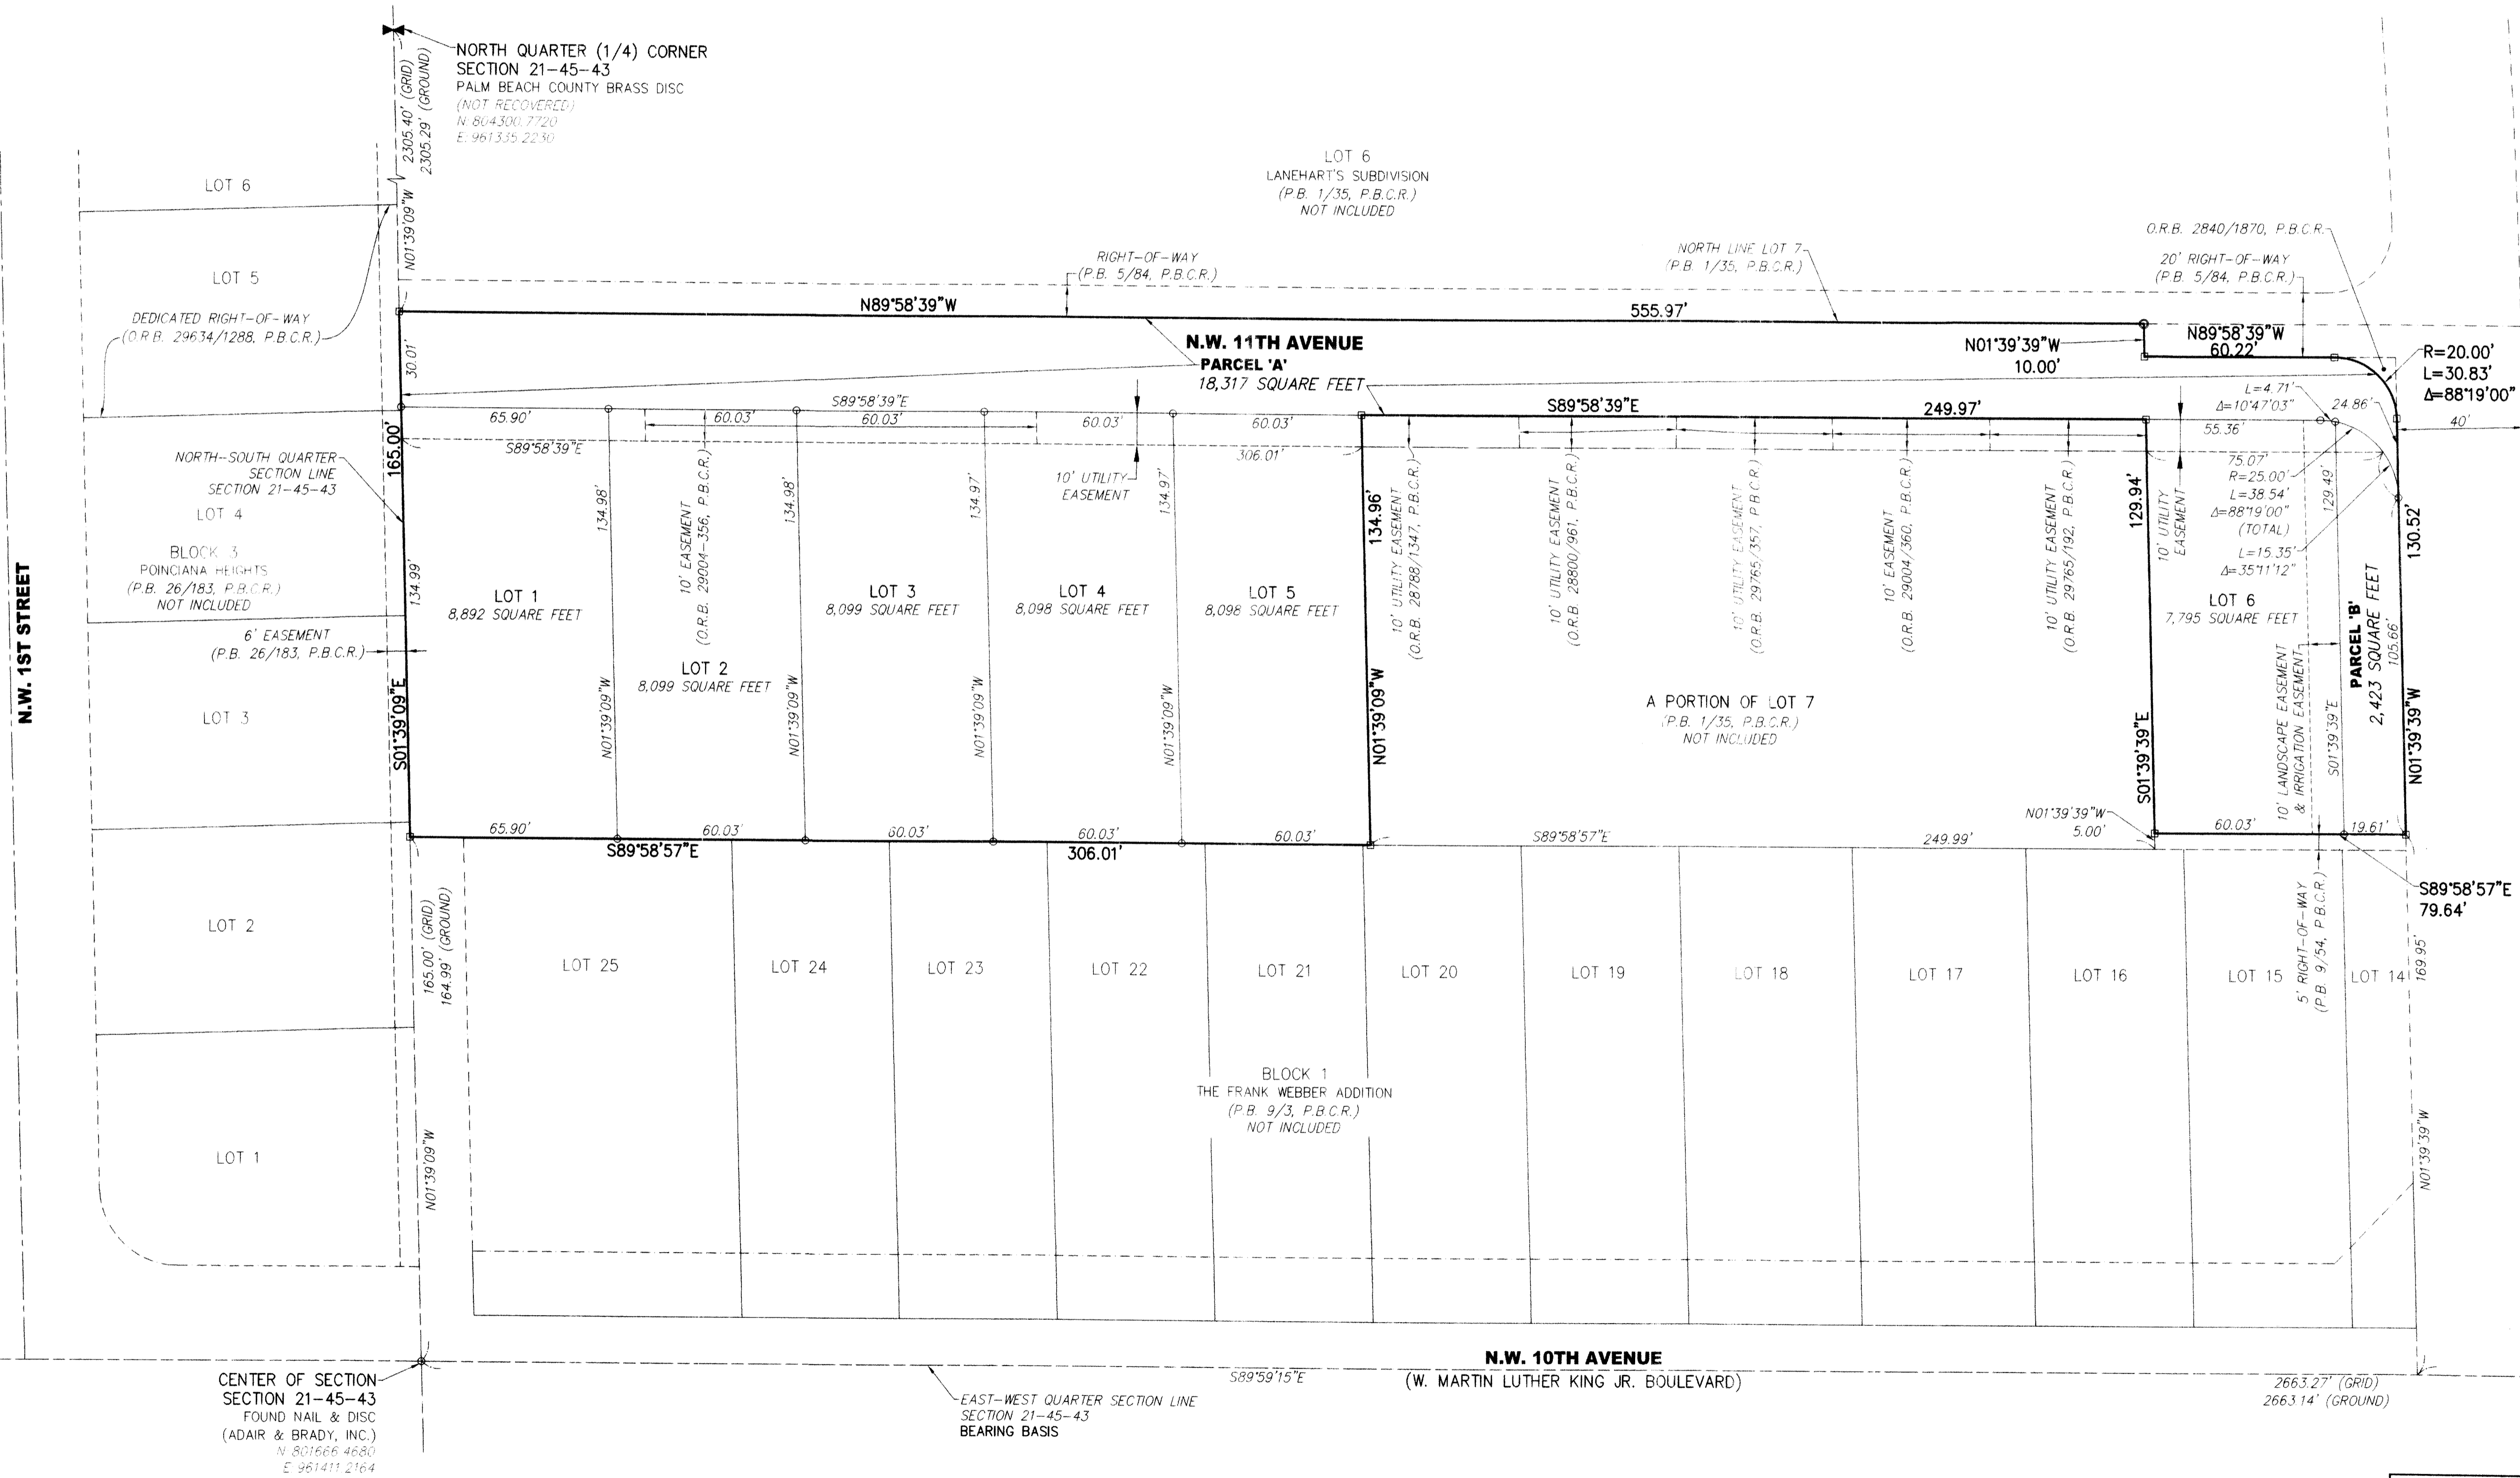 NORTH QUARTER (1/4) CORNER
SECTION 21-45-43
PALM BEACH COUNTY BRASS DISC
(NOT RECOVERED)
N: 804300.7720
E: 961335.2230
2305.40' (GRID)
2305.29' (GROUND)
N01°39'09"W
LOT 6
LOT 5
DEDICATED RIGHT-OF-WAY
(O.R.B. 29634/1288, P.B.C.R.)
NORTH-SOUTH QUARTER
SECTION LINE
SECTION 21-45-43
LOT 4
BLOCK 3
POINCIANA HEIGHTS
(P.B. 26/183, P.B.C.R.)
NOT INCLUDED
6' EASEMENT
(P.B. 26/183, P.B.C.R.)
LOT 3
LOT 2
LOT 1
N.W. 1ST STREET
LOT 6
LANEHART'S SUBDIVISION
(P.B. 1/35, P.B.C.R.)
NOT INCLUDED
RIGHT-OF-WAY
(P.B. 5/84, P.B.C.R.)
NORTH LINE LOT 7
(P.B. 1/35, P.B.C.R.)
O.R.B. 2840/1870, P.B.C.R.
20' RIGHT-OF-WAY
(P.B. 5/84, P.B.C.R.)
N89°58'39"W
555.97'
N.W. 11TH AVENUE
PARCEL 'A'
18,317 SQUARE FEET
N01°39'39"W
10.00'
N89°58'39"W
60.22'
R=20.00'
L=30.83'
Δ=88°19'00"
40'
30.01'
165.00'
134.99'
S01°39'09"E
65.90'
60.03'
S89°58'39"E
60.03'
60.03'
60.03'
S89°58'39"E
306.01'
10' UTILITY
EASEMENT
S89°58'39"E
249.97'
L=4.71'
Δ=10°47'03"
24.86'
55.36'
75.07'
R=25.00'
L=38.54'
Δ=88°19'00"
(TOTAL)
L=15.35'
Δ=35°11'12"
LOT 1
8,892 SQUARE FEET
134.98'
N01°39'09"W
10' EASEMENT
(O.R.B. 29004-356, P.B.C.R.)
LOT 2
8,099 SQUARE FEET
134.98'
N01°39'09"W
LOT 3
8,099 SQUARE FEET
134.97'
N01°39'09"W
LOT 4
8,098 SQUARE FEET
134.97'
N01°39'09"W
LOT 5
8,098 SQUARE FEET
134.96'
N01°39'09"W
10' UTILITY EASEMENT
(O.R.B. 28788/1347, P.B.C.R.)
10' UTILITY EASEMENT
(O.R.B. 28800/961, P.B.C.R.)
10' UTILITY EASEMENT
(O.R.B. 29765/357, P.B.C.R.)
10' EASEMENT
(O.R.B. 29004/360, P.B.C.R.)
10' UTILITY EASEMENT
(O.R.B. 29765/192, P.B.C.R.)
A PORTION OF LOT 7
(P.B. 1/35, P.B.C.R.)
NOT INCLUDED
129.94'
S01°39'39"E
10' UTILITY
EASEMENT
LOT 6
7,795 SQUARE FEET
129.49'
S01°39'39"E
10' LANDSCAPE EASEMENT
& IRRIGATION EASEMENT
PARCEL 'B'
2,423 SQUARE FEET
105.66'
130.52'
N01°39'39"W
N01°39'39"W
5.00'
60.03'
19.61'
S89°58'57"E
79.64'
65.90'
60.03'
60.03'
60.03'
60.03'
S89°58'57"E
306.01'
S89°58'57"E
249.99'
165.00' (GRID)
164.99' (GROUND)
N01°39'09"W
LOT 25
LOT 24
LOT 23
LOT 22
LOT 21
LOT 20
LOT 19
LOT 18
LOT 17
LOT 16
LOT 15
LOT 14
5' RIGHT-OF-WAY
(P.B. 9/54, P.B.C.R.)
169.95'
N01°39'39"W
BLOCK 1
THE FRANK WEBBER ADDITION
(P.B. 9/3, P.B.C.R.)
NOT INCLUDED
N.W. 10TH AVENUE
(W. MARTIN LUTHER KING JR. BOULEVARD)
S89°59'15"E
2663.27' (GRID)
2663.14' (GROUND)
EAST-WEST QUARTER SECTION LINE
SECTION 21-45-43
BEARING BASIS
CENTER OF SECTION
SECTION 21-45-43
FOUND NAIL & DISC
(ADAIR & BRADY, INC.)
N: 801666.4680
E: 961411.2164